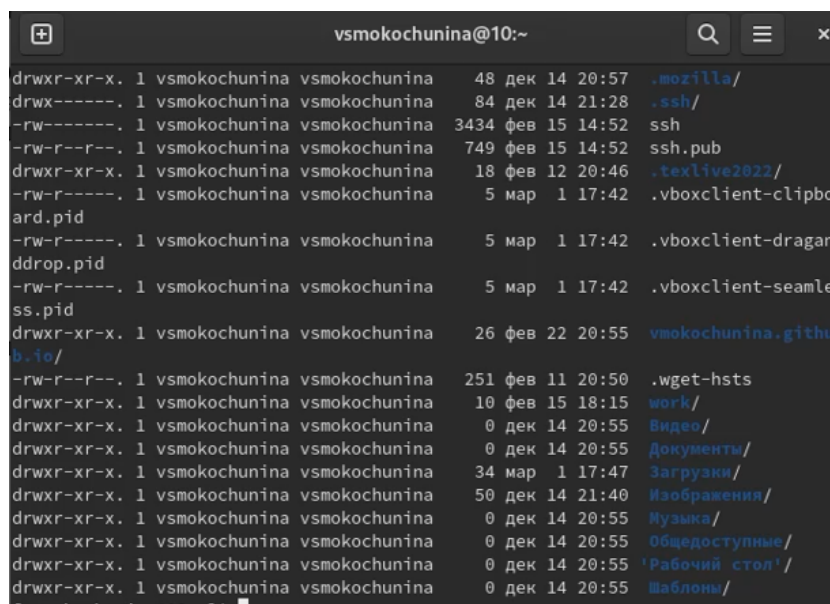 vsmokochunina@10:~
drwxr-xr-x. 1 vsmokochunina vsmokochunina 48 дек 14 20:57 .mozilla/
drwx------. 1 vsmokochunina vsmokochunina 84 дек 14 21:28 .ssh/
-rw-------. 1 vsmokochunina vsmokochunina 3434 фев 15 14:52 ssh
-rw-r--r--. 1 vsmokochunina vsmokochunina 749 фев 15 14:52 ssh.pub
drwxr-xr-x. 1 vsmokochunina vsmokochunina 18 фев 12 20:46 .texlive2022/
-rw-r-----. 1 vsmokochunina vsmokochunina 5 мар 1 17:42 .vboxclient-clipbo
ard.pid
-rw-r-----. 1 vsmokochunina vsmokochunina 5 мар 1 17:42 .vboxclient-dragan
ddrop.pid
-rw-r-----. 1 vsmokochunina vsmokochunina 5 мар 1 17:42 .vboxclient-seamle
ss.pid
drwxr-xr-x. 1 vsmokochunina vsmokochunina 26 фев 22 20:55 vmokochunina.githu
b.io/
-rw-r--r--. 1 vsmokochunina vsmokochunina 251 фев 11 20:50 .wget-hsts
drwxr-xr-x. 1 vsmokochunina vsmokochunina 10 фев 15 18:15 work/
drwxr-xr-x. 1 vsmokochunina vsmokochunina 0 дек 14 20:55 Видео/
drwxr-xr-x. 1 vsmokochunina vsmokochunina 0 дек 14 20:55 Документы/
drwxr-xr-x. 1 vsmokochunina vsmokochunina 34 мар 1 17:47 Загрузки/
drwxr-xr-x. 1 vsmokochunina vsmokochunina 50 дек 14 21:40 Изображения/
drwxr-xr-x. 1 vsmokochunina vsmokochunina 0 дек 14 20:55 Музыка/
drwxr-xr-x. 1 vsmokochunina vsmokochunina 0 дек 14 20:55 Общедоступные/
drwxr-xr-x. 1 vsmokochunina vsmokochunina 0 дек 14 20:55 'Рабочий стол'/
drwxr-xr-x. 1 vsmokochunina vsmokochunina 0 дек 14 20:55 Шаблоны/